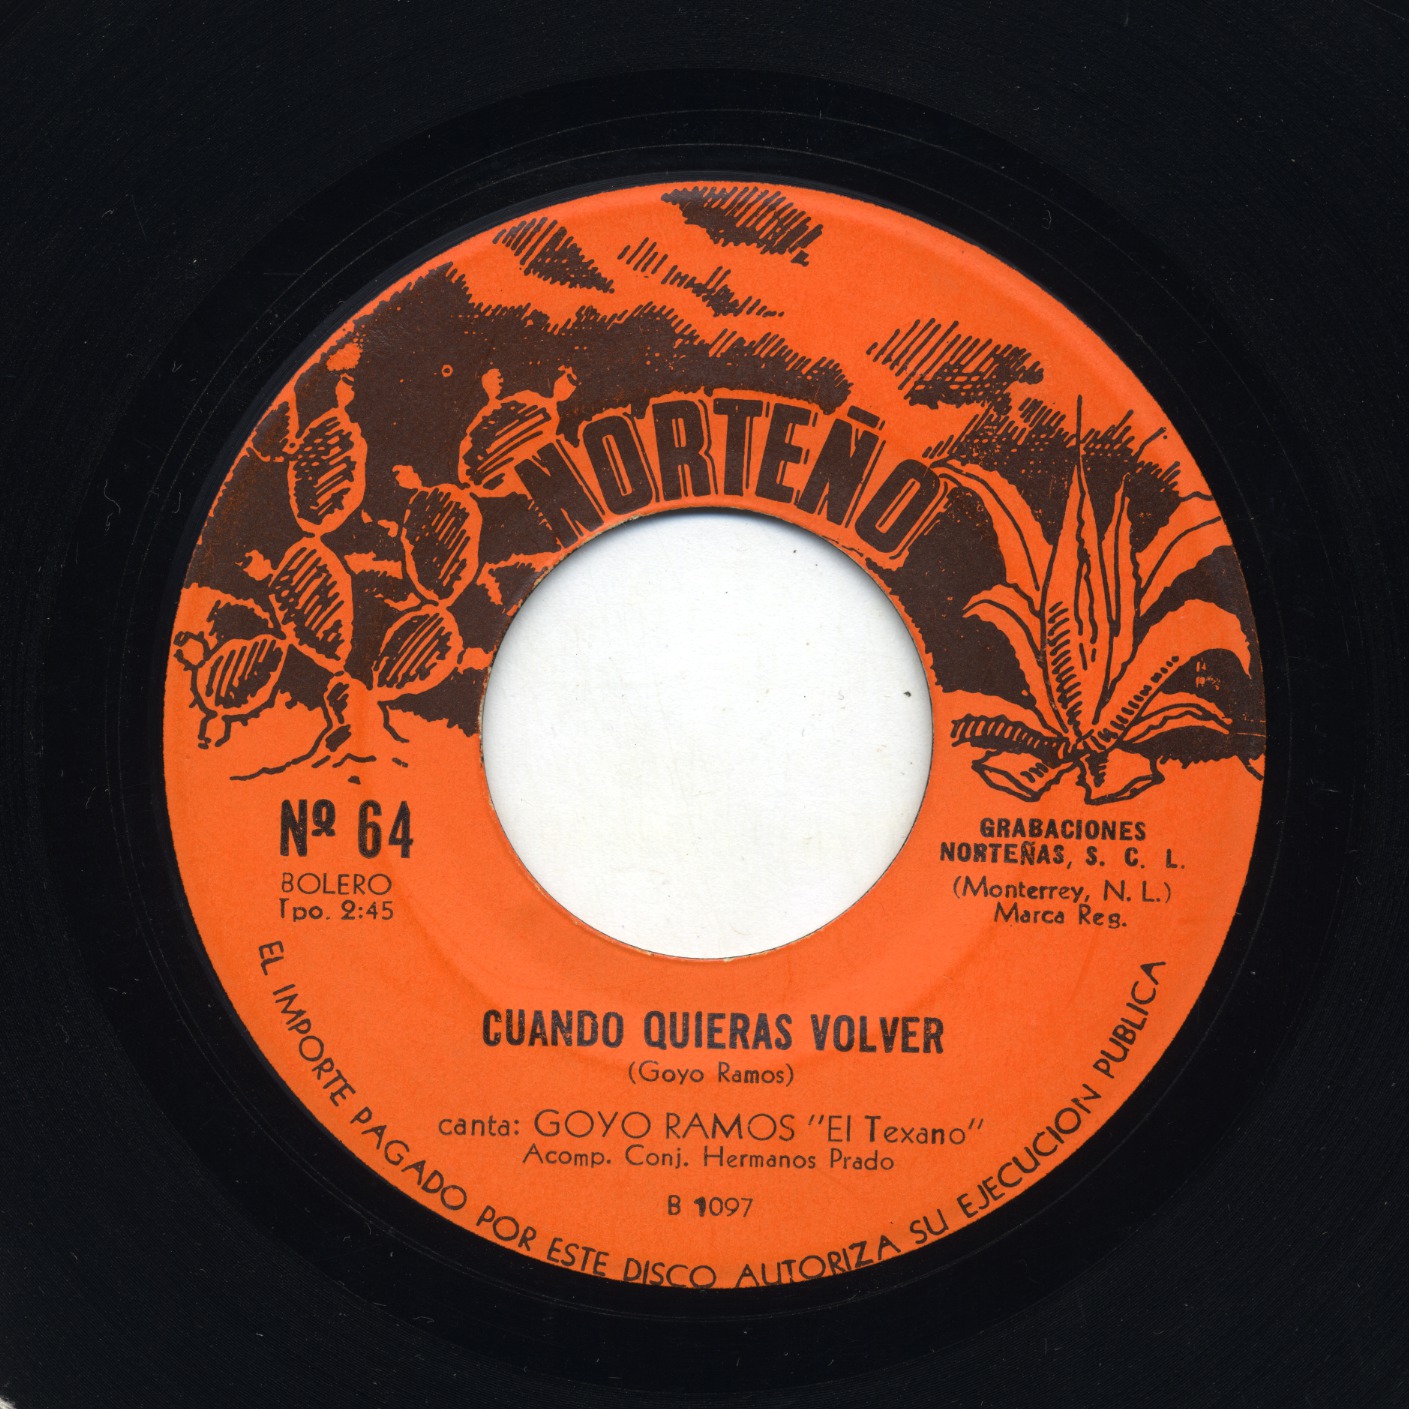 NORTEÑO
Nº 64
BOLERO
Tpo. 2:45
GRABACIONES
NORTEÑAS, S. C. L.
(Monterrey, N. L.)
Marca Reg.
CUANDO QUIERAS VOLVER
(Goyo Ramos)
canta: GOYO RAMOS "El Texano"
Acomp. Conj. Hermanos Prado
B 1097
EL IMPORTE PAGADO POR ESTE DISCO AUTORIZA SU EJECUCION PUBLICA